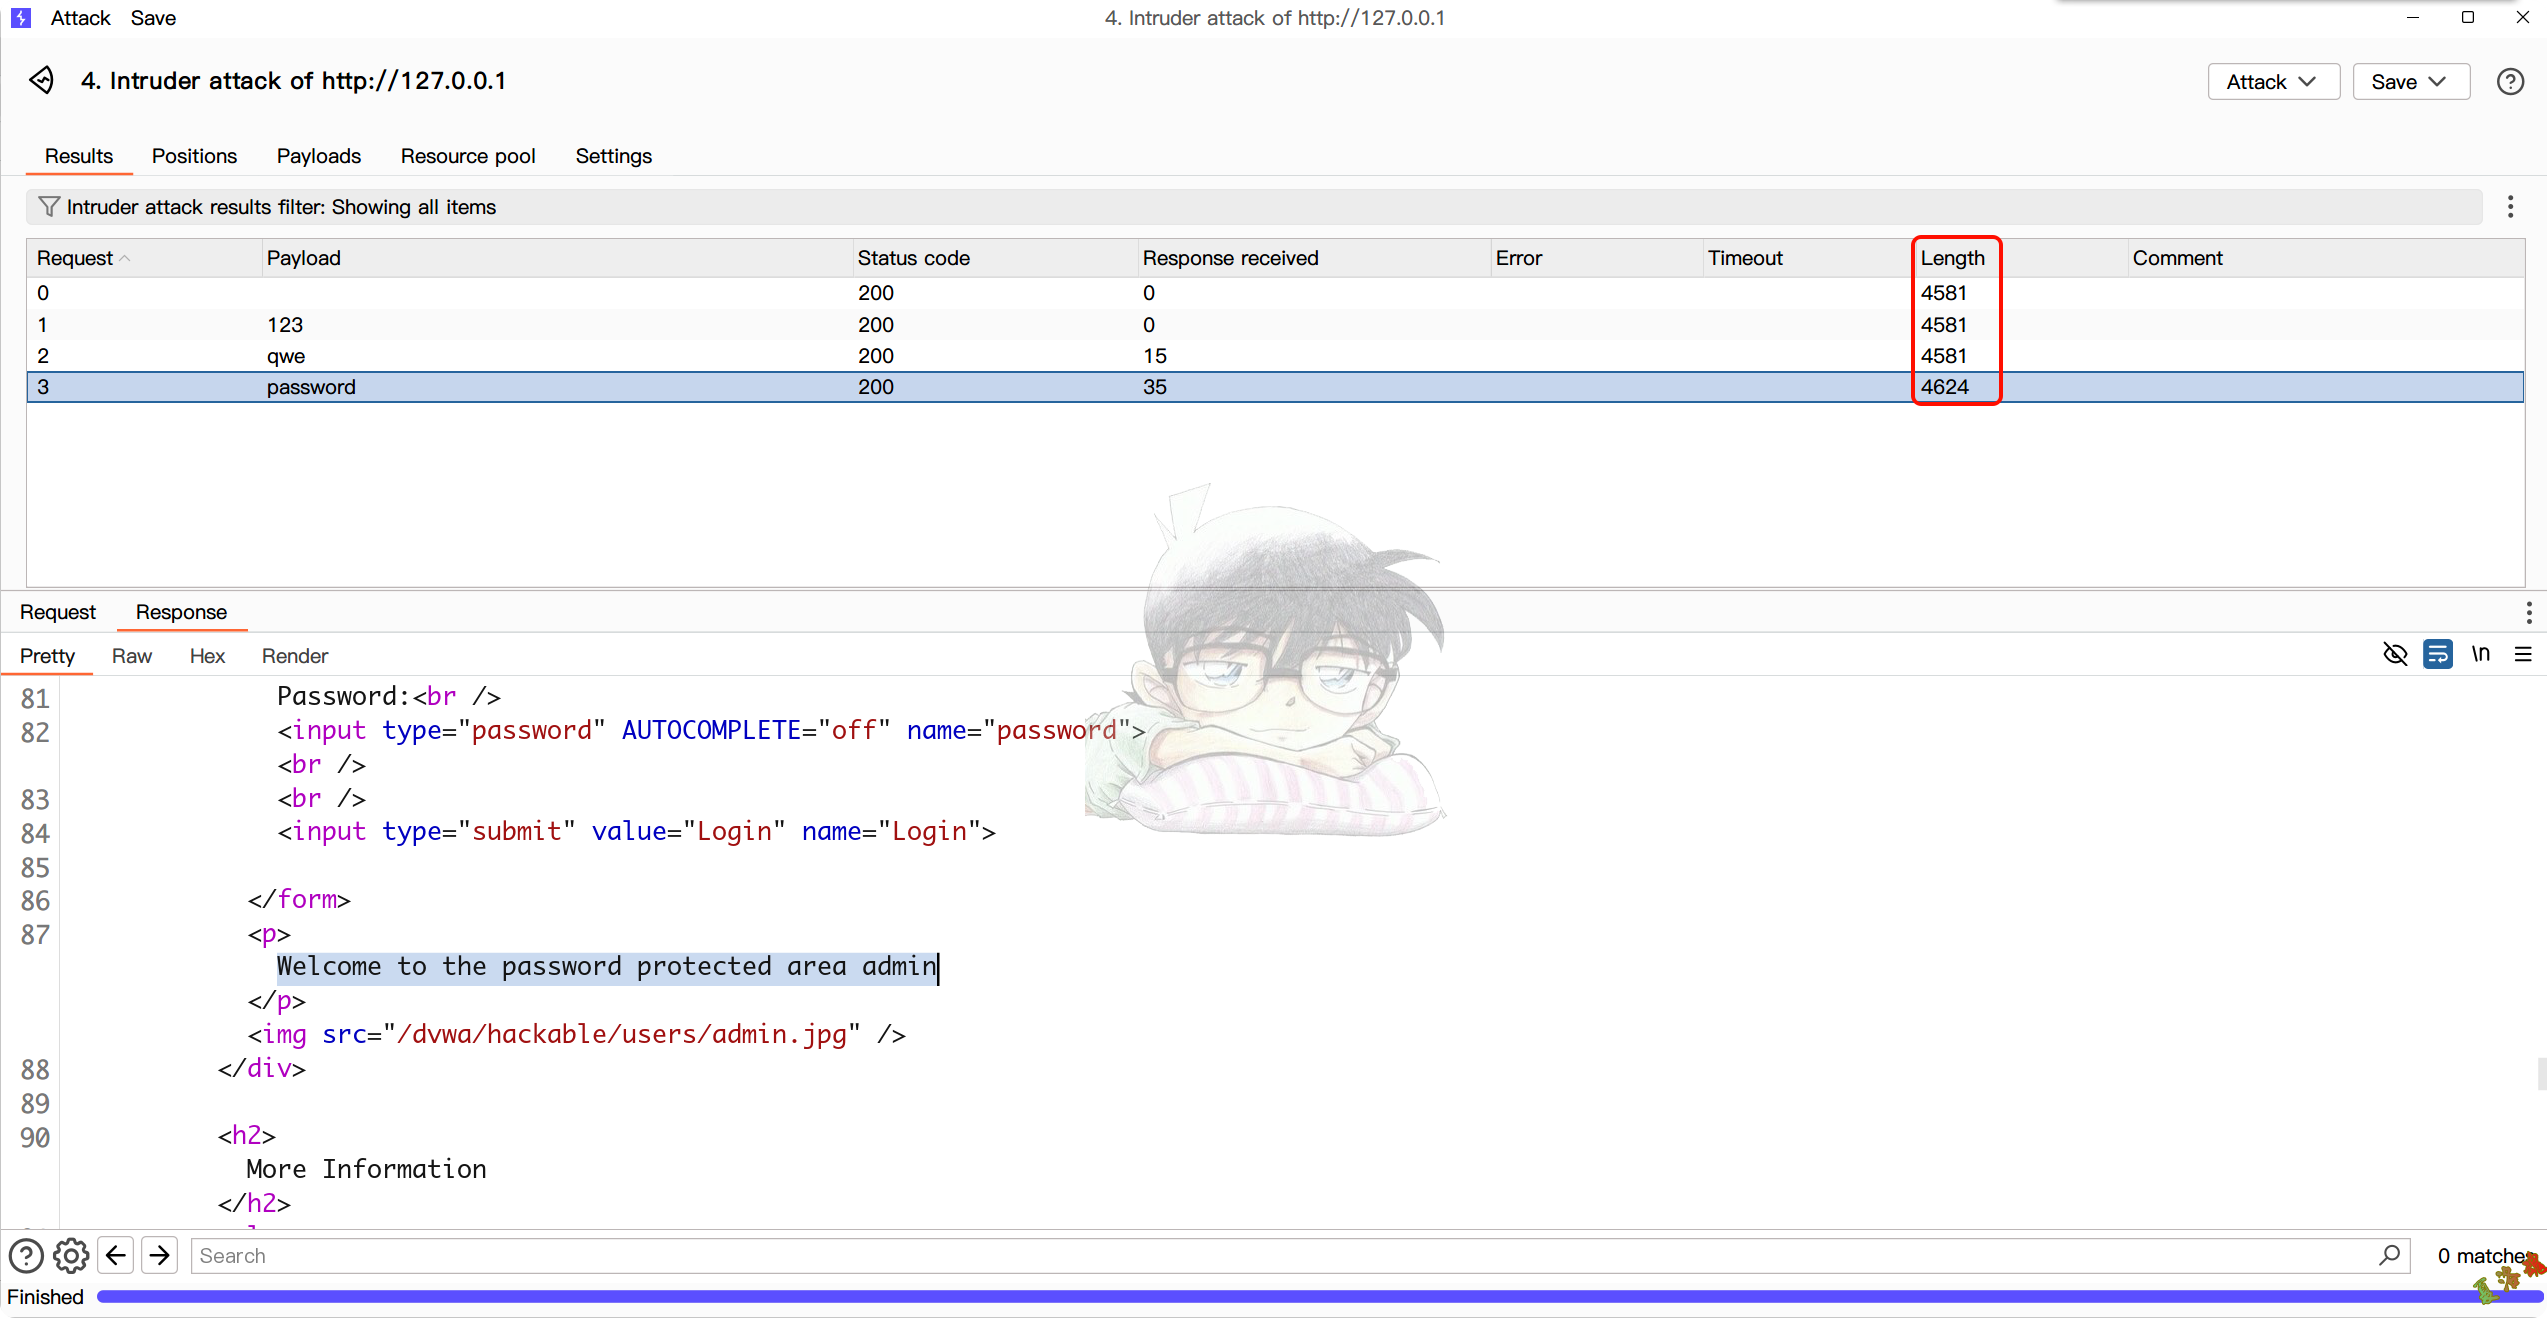 Attack Save 4. Intruder attack of http://127.0.0.1
4. Intruder attack of http://127.0.0.1 Attack Save
Results Positions Payloads Resource pool Settings
Intruder attack results filter: Showing all items
Request Payload Status code Response received Error Timeout Length Comment
0 200 0 4581
1 123 200 0 4581
2 qwe 200 15 4581
3 password 200 35 4624
Request Response
Pretty Raw Hex Render \n
81 Password:<br />
82 <input type="password" AUTOCOMPLETE="off" name="password">
<br />
83 <br />
84 <input type="submit" value="Login" name="Login">
85
86 </form>
87 <p>
Welcome to the password protected area admin
</p>
<img src="/dvwa/hackable/users/admin.jpg" />
88 </div>
89
90 <h2>
More Information
</h2>
Search 0 matches
Finished